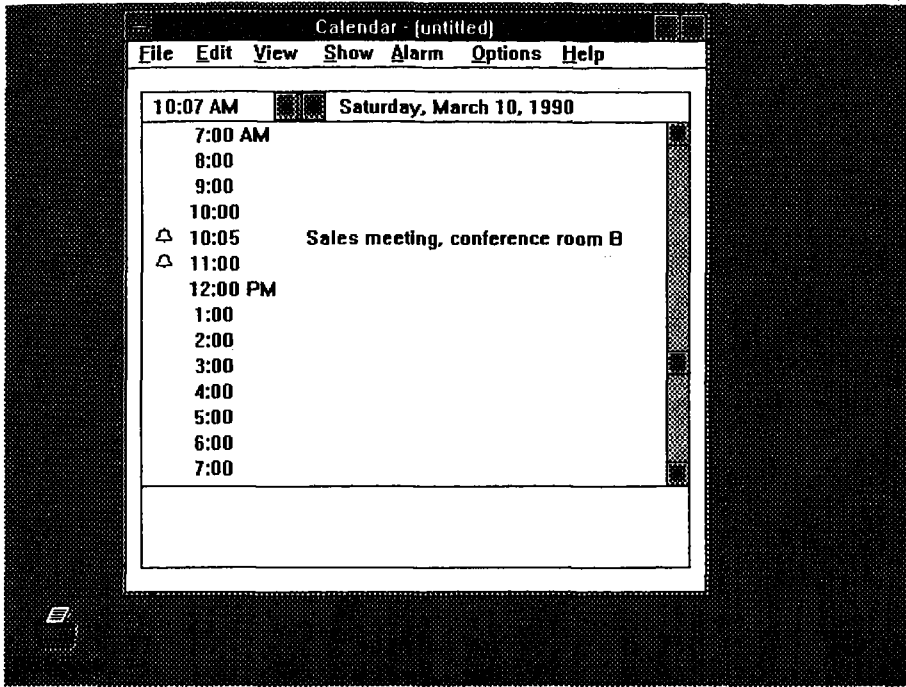 Calendar - (untitled)
File Edit View Show Alarm Options Help
10:07 AM Saturday, March 10, 1990
7:00 AM
8:00
9:00
10:00
10:05 Sales meeting, conference room B
11:00
12:00 PM
1:00
2:00
3:00
4:00
5:00
6:00
7:00